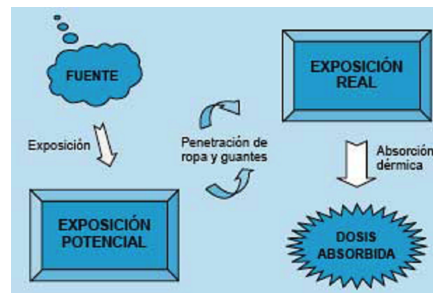 FUENTE
Exposición
EXPOSICIÓN
POTENCIAL
Penetración de
ropa y guantes
EXPOSICIÓN
REAL
Absorción
dérmica
DOSIS
ABSORBIDA